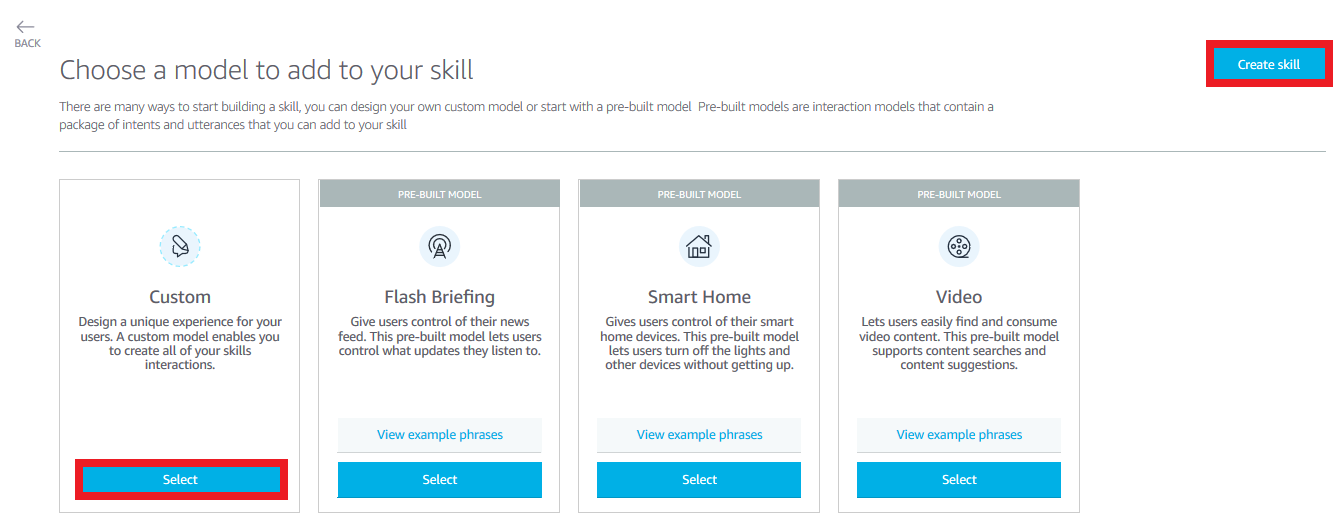 BACK
Choose a model to add to your skill
Create skill
There are many ways to start building a skill, you can design your own custom model or start with a pre-built model  Pre-built models are interaction models that contain a
package of intents and utterances that you can add to your skill
Custom
Design a unique experience for your
users. A custom model enables you
to create all of your skills
interactions.
Select
PRE-BUILT MODEL
Flash Briefing
Give users control of their news
feed. This pre-built model lets users
control what updates they listen to.
View example phrases
Select
PRE-BUILT MODEL
Smart Home
Gives users control of their smart
home devices. This pre-built model
lets users turn off the lights and
other devices without getting up.
View example phrases
Select
PRE-BUILT MODEL
Video
Lets users easily find and consume
video content. This pre-built model
supports content searches and
content suggestions.
View example phrases
Select